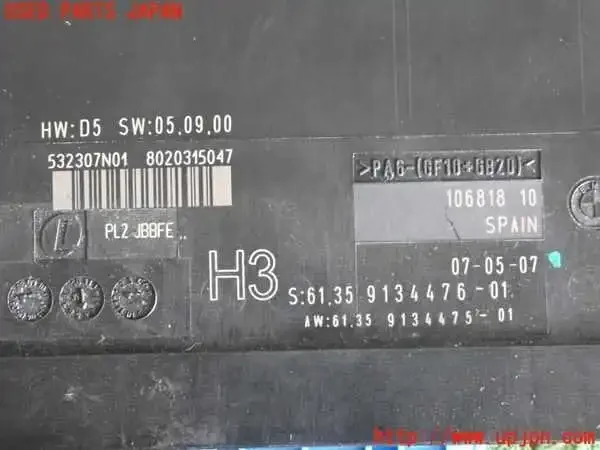 USED PARTS JAPAN
HW:D5 SW:05.09.00
532307N01 8020315047
>PA6-(GF10+GB20)<
106818 10
SPAIN
PL2 JBBFE ..
H3
07-05-07
S:61.35 9134476-01
AW:61.35 9134475-01
http://www.upjpn.com